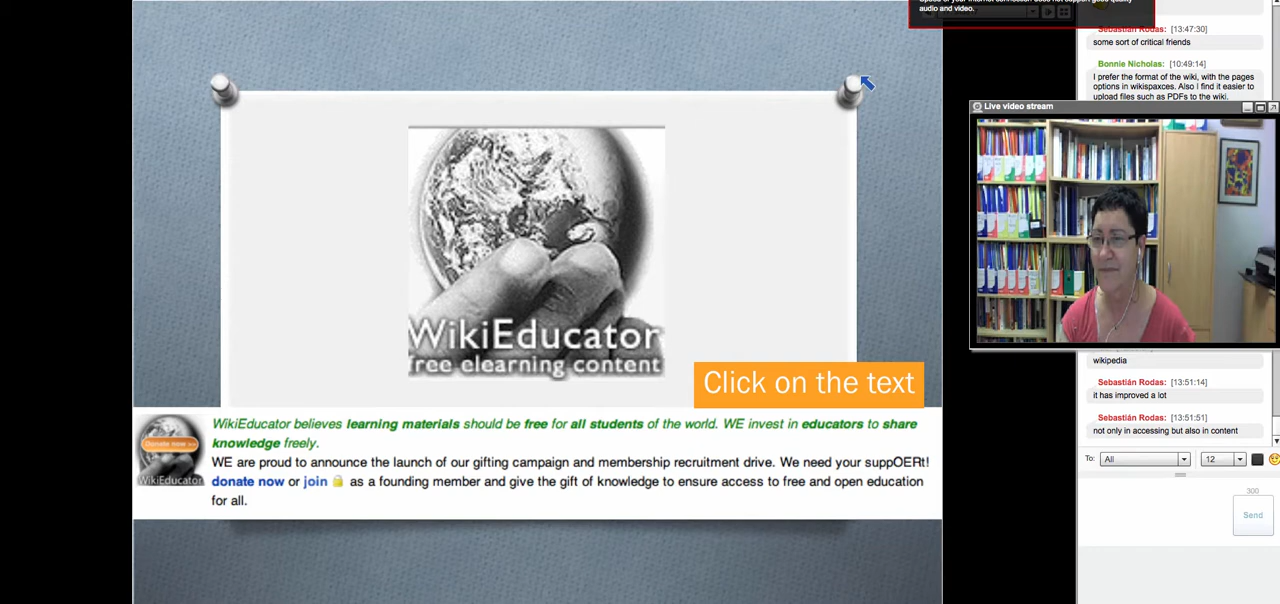 audio and video.
Sebastián Rodas: [13:47:30]
some sort of critical friends
Bonnie Nicholas: [10:49:14]
I prefer the format of the wiki, with the pages
options in wikispaxces. Also I find it easier to
upload files such as PDFs to the wiki.
Live video stream
WikiEducator
free elearning content
Click on the text
WikiEducator believes learning materials should be free for all students of the world. WE invest in educators to share
knowledge freely.
WE are proud to announce the launch of our gifting campaign and membership recruitment drive. We need your suppOERt!
donate now or join as a founding member and give the gift of knowledge to ensure access to free and open education
for all.
Donate now >>
WikiEducator
wikipedia
Sebastián Rodas: [13:51:14]
it has improved a lot
Sebastián Rodas: [13:51:51]
not only in accessing but also in content
To: All 12
300
Send